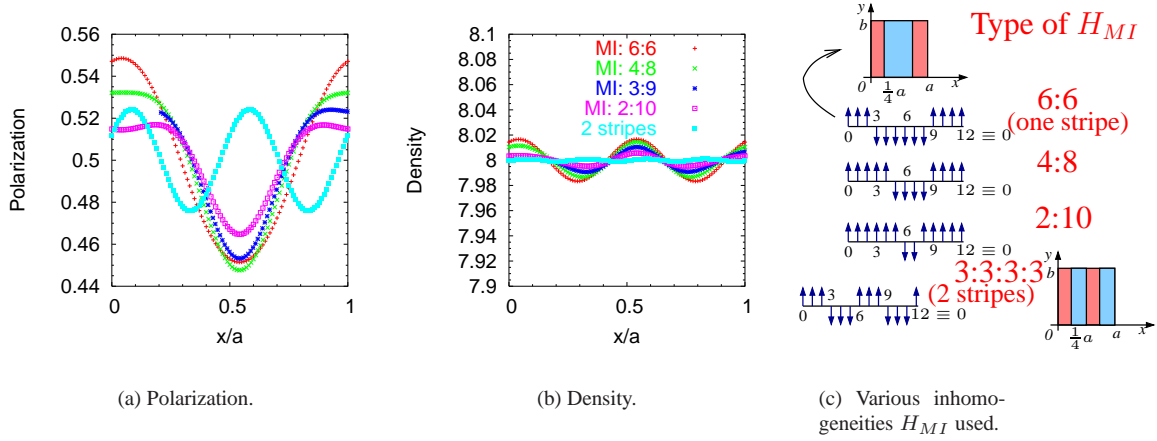 0.56
0.54
0.52
0.5
0.48
0.46
0.44
0
0.5
1
Polarization
x/a
(a) Polarization.
8.1
8.08
8.06
8.04
8.02
8
7.98
7.96
7.94
7.92
7.9
0
0.5
1
Density
x/a
MI: 6:6
MI: 4:8
MI: 3:9
MI: 2:10
2 stripes
(b) Density.
Type of H_{MI}
y
b
0
1/4 a
a
x
6:6
(one stripe)
3 6
0 9 12 ≡ 0
4:8
6
0 3 9 12 ≡ 0
2:10
6
0 3 9 12 ≡ 0
3:3:3:3
(2 stripes)
3 9
0 6 12 ≡ 0
y
b
0
1/4 a
a
x
(c) Various inhomo-
geneities H_{MI} used.